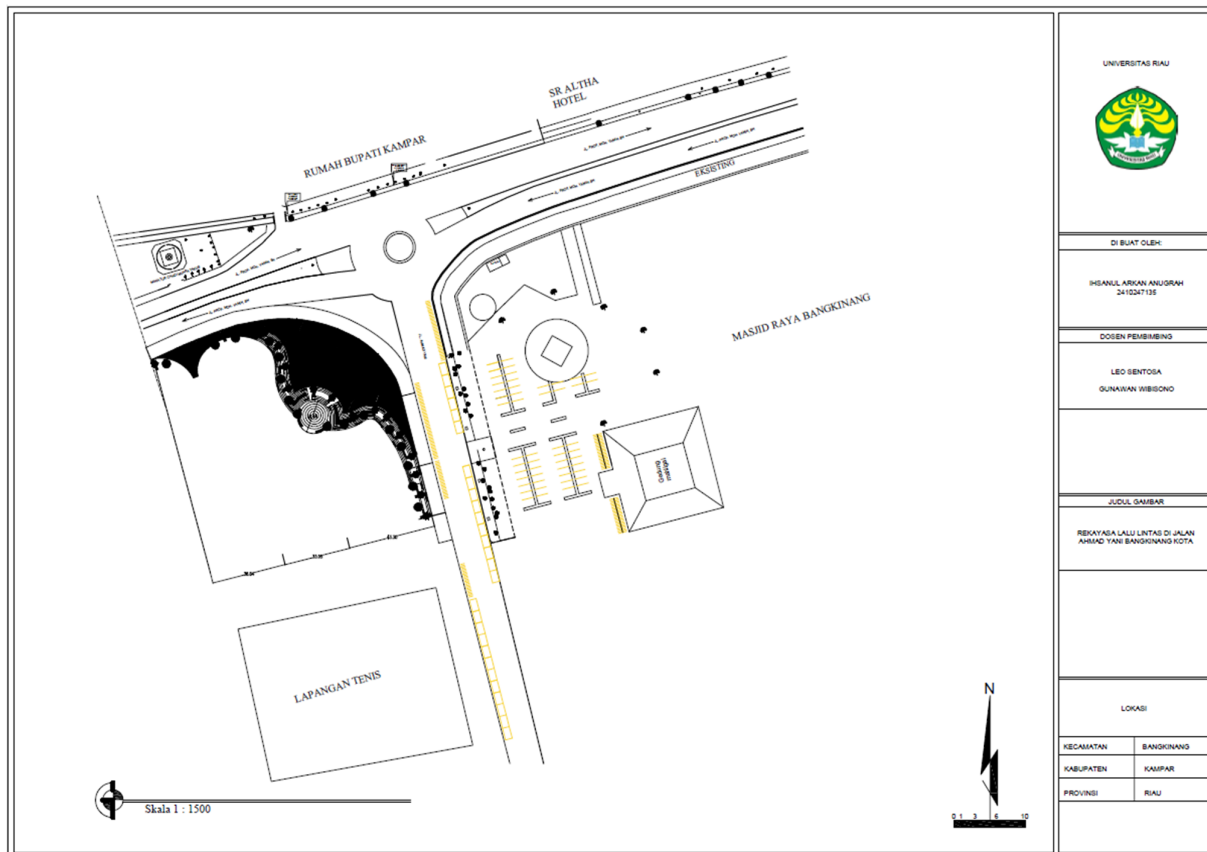 SR ALTHA
HOTEL
RUMAH BUPATI KAMPAR
EKSISTING
MASJID RAYA BANGKINANG
LAPANGAN TENIS
Skala 1 : 1500
N
0 1 3 6 10
UNIVERSITAS RIAU
UNIVERSITAS RIAU
DI BUAT OLEH:
IHSANUL ARKAN ANUGRAH
2410247135
DOSEN PEMBIMBING
LEO SENTOSA
GUNAWAN WIBISONO
JUDUL GAMBAR
REKAYASA LALU LINTAS DI JALAN
AHMAD YANI BANGKINANG KOTA
LOKASI
KECAMATAN BANGKINANG
KABUPATEN KAMPAR
PROVINSI RIAU